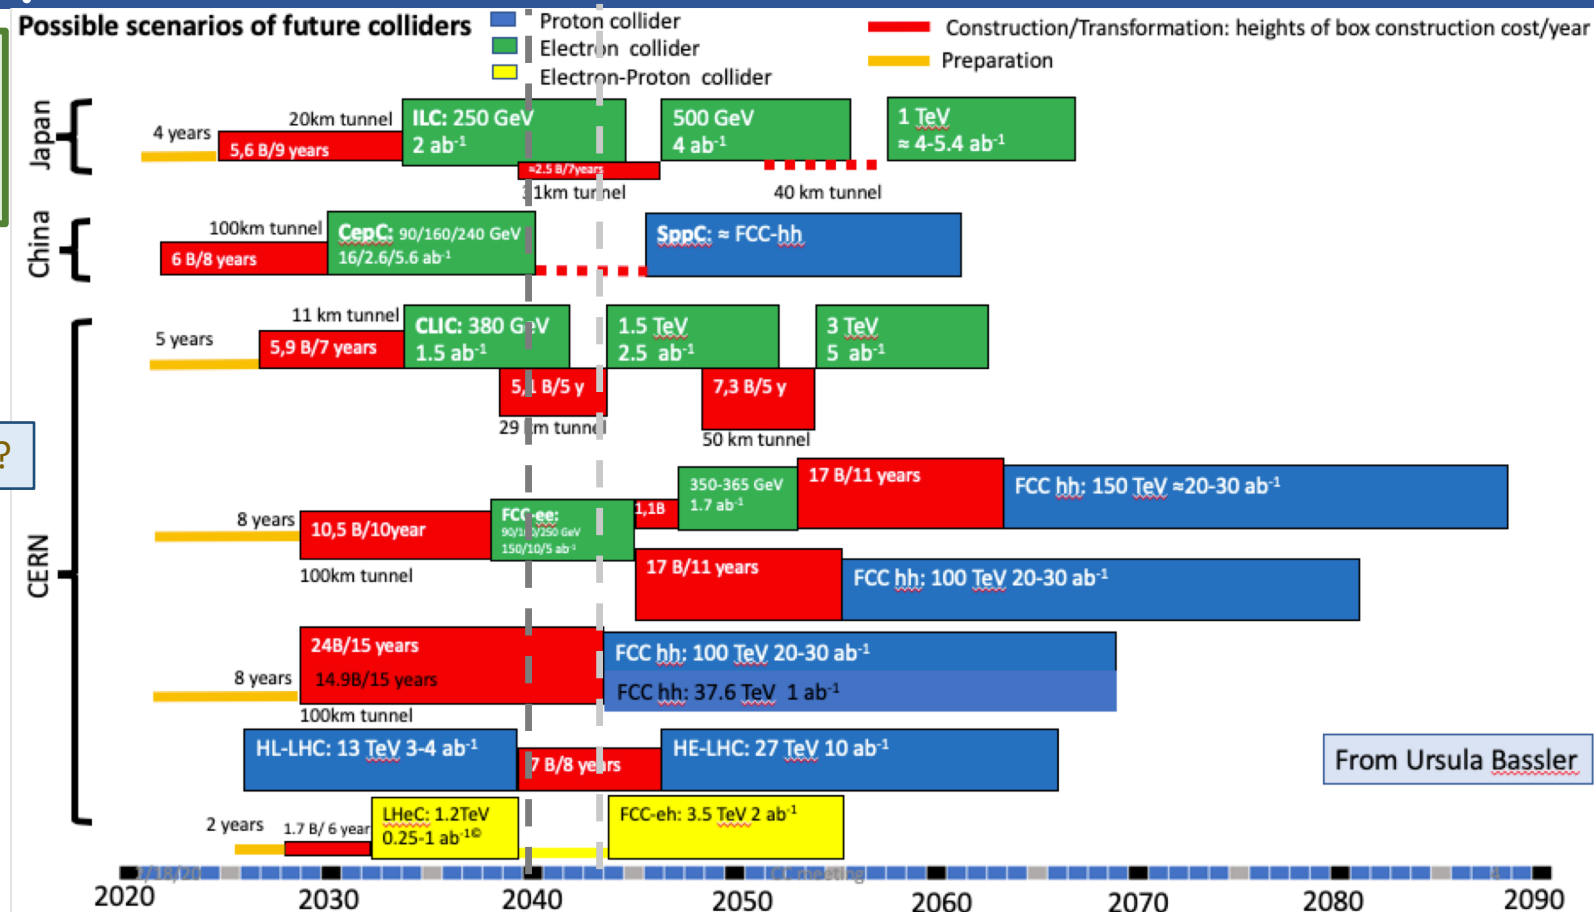 Possible scenarios of future colliders
Proton collider
Electron collider
Electron-Proton collider
Construction/Transformation: heights of box construction cost/year
Preparation
Japan
4 years
20km tunnel
5,6 B/9 years
ILC: 250 GeV
2 ab-1
≈2.5 B/7years
31km tunnel
500 GeV
4 ab-1
40 km tunnel
1 TeV
≈ 4-5.4 ab-1
China
100km tunnel
6 B/8 years
CepC: 90/160/240 GeV
16/2.6/5.6 ab-1
SppC: ≈ FCC-hh
CERN
5 years
11 km tunnel
5,9 B/7 years
CLIC: 380 GeV
1.5 ab-1
5,1 B/5 y
29 km tunnel
1.5 TeV
2.5 ab-1
7,3 B/5 y
50 km tunnel
3 TeV
5 ab-1
?
8 years
10,5 B/10year
100km tunnel
FCC-ee:
90/160/250 GeV
150/10/5 ab-1
1,1B
350-365 GeV
1.7 ab-1
17 B/11 years
FCC hh: 150 TeV ≈20-30 ab-1
17 B/11 years
FCC hh: 100 TeV 20-30 ab-1
8 years
24B/15 years
14.9B/15 years
100km tunnel
FCC hh: 100 TeV 20-30 ab-1
FCC hh: 37.6 TeV 1 ab-1
HL-LHC: 13 TeV 3-4 ab-1
7 B/8 years
HE-LHC: 27 TeV 10 ab-1
From Ursula Bassler
2 years
1.7 B/ 6 year
LHeC: 1.2TeV
0.25-1 ab-1©
FCC-eh: 3.5 TeV 2 ab-1
CC meeting
2020
2030
2040
2050
2060
2070
2080
2090